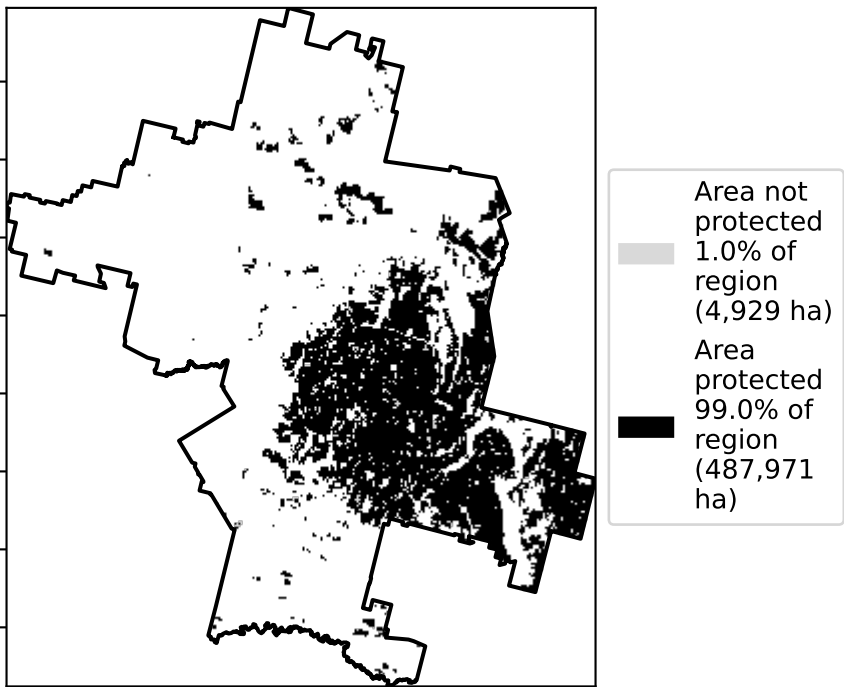 Area not
protected
1.0% of
region
(4,929 ha)
Area
protected
99.0% of
region
(487,971
ha)